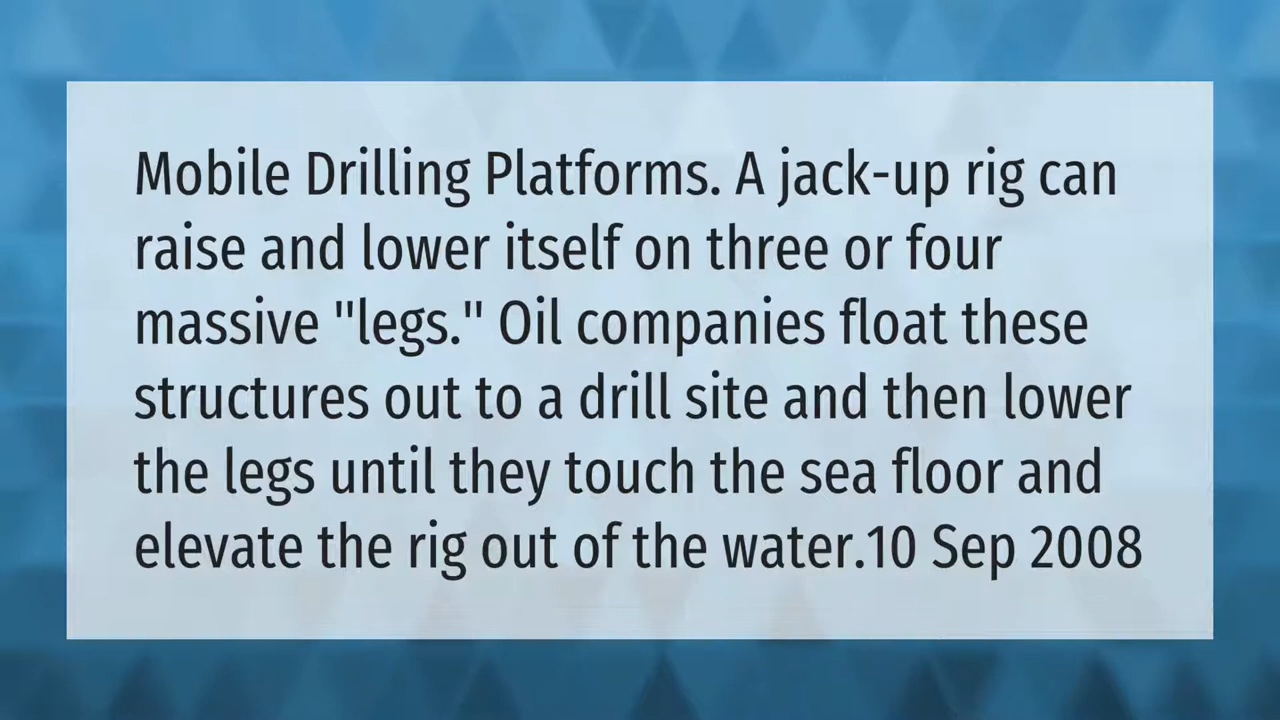 Mobile Drilling Platforms. A jack-up rig can
raise and lower itself on three or four
massive "legs." Oil companies float these
structures out to a drill site and then lower
the legs until they touch the sea floor and
elevate the rig out of the water.10 Sep 2008